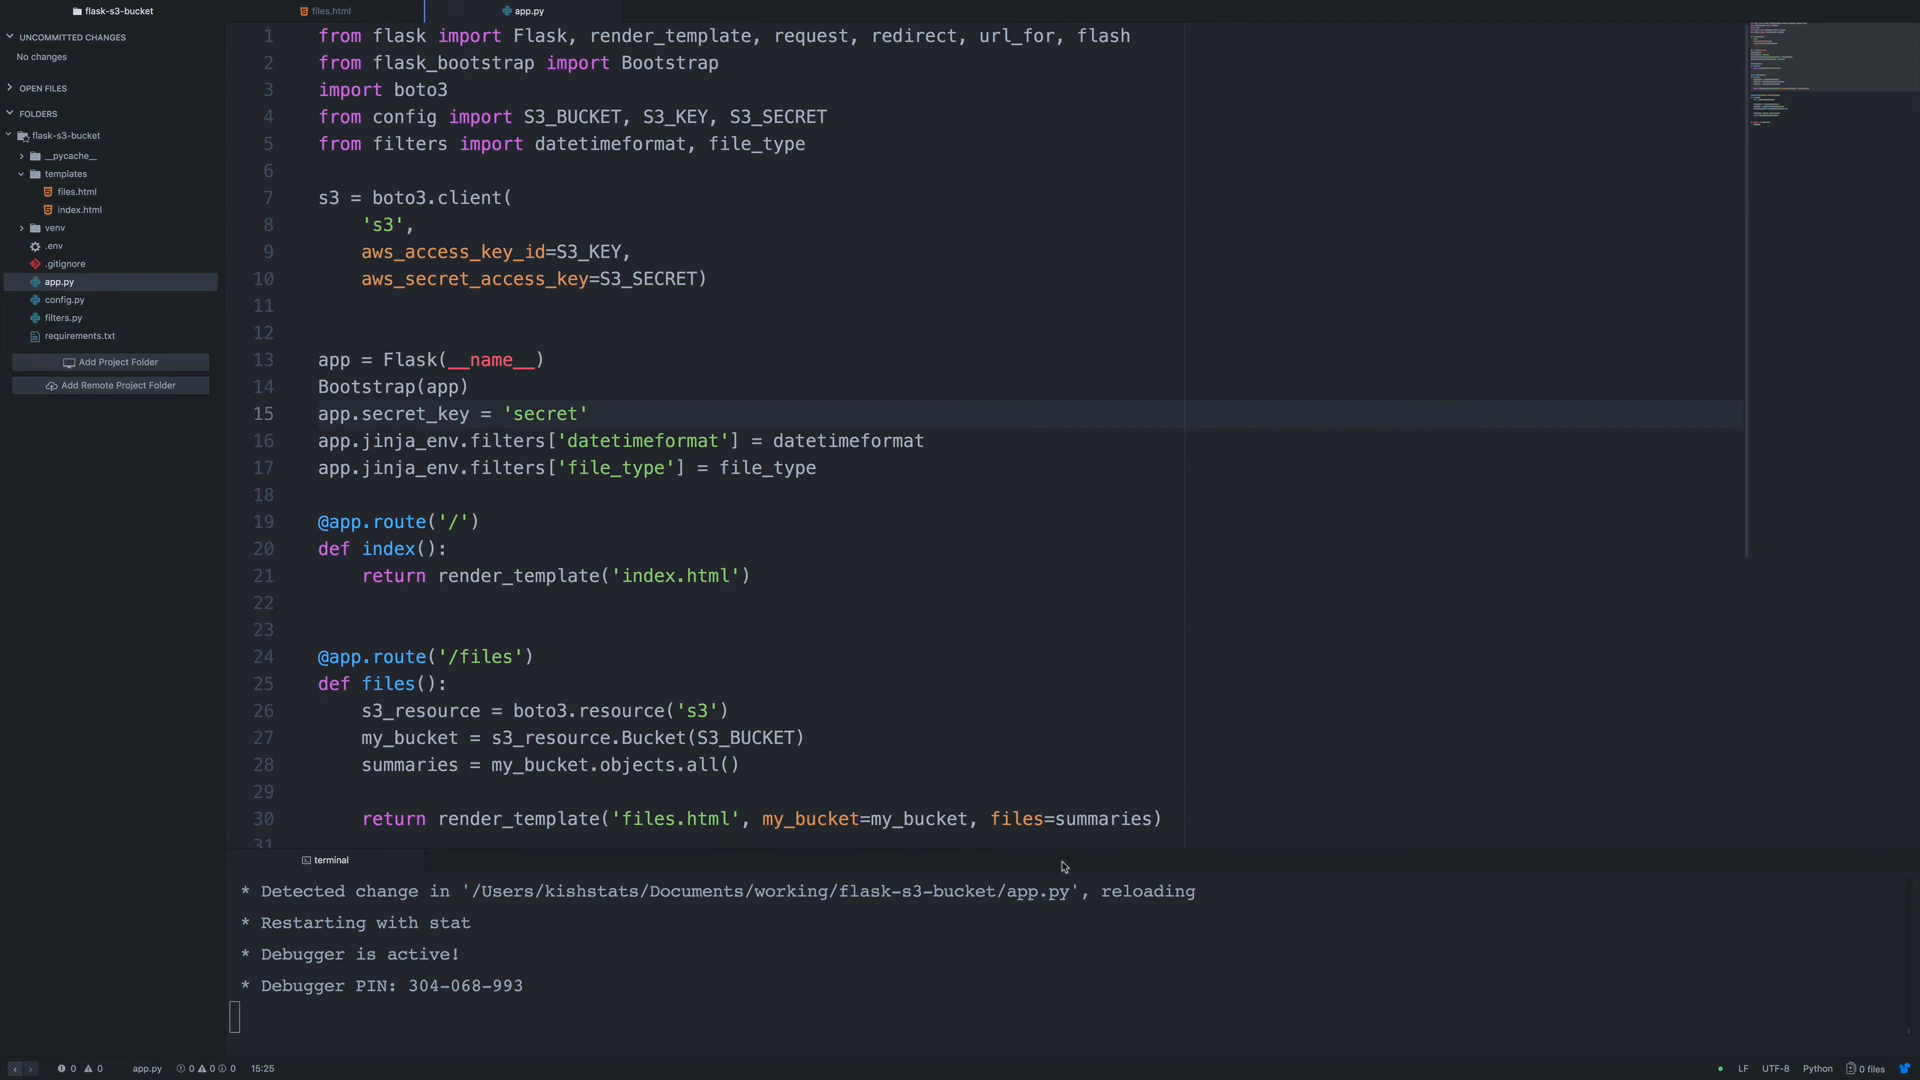 flask-s3-bucket
files.html
app.py
UNCOMMITTED CHANGES
No changes
OPEN FILES
FOLDERS
flask-s3-bucket
__pycache__
templates
files.html
index.html
venv
.env
.gitignore
app.py
config.py
filters.py
requirements.txt
Add Project Folder
Add Remote Project Folder
1 from flask import Flask, render_template, request, redirect, url_for, flash
2 from flask_bootstrap import Bootstrap
3 import boto3
4 from config import S3_BUCKET, S3_KEY, S3_SECRET
5 from filters import datetimeformat, file_type
6
7 s3 = boto3.client(
8     's3',
9     aws_access_key_id=S3_KEY,
10     aws_secret_access_key=S3_SECRET)
11
12
13 app = Flask(__name__)
14 Bootstrap(app)
15 app.secret_key = 'secret'
16 app.jinja_env.filters['datetimeformat'] = datetimeformat
17 app.jinja_env.filters['file_type'] = file_type
18
19 @app.route('/')
20 def index():
21     return render_template('index.html')
22
23
24 @app.route('/files')
25 def files():
26     s3_resource = boto3.resource('s3')
27     my_bucket = s3_resource.Bucket(S3_BUCKET)
28     summaries = my_bucket.objects.all()
29
30     return render_template('files.html', my_bucket=my_bucket, files=summaries)
31
terminal
* Detected change in '/Users/kishstats/Documents/working/flask-s3-bucket/app.py', reloading
* Restarting with stat
* Debugger is active!
* Debugger PIN: 304-068-993
0 0 app.py 0 0 0 15:25 LF UTF-8 Python 0 files